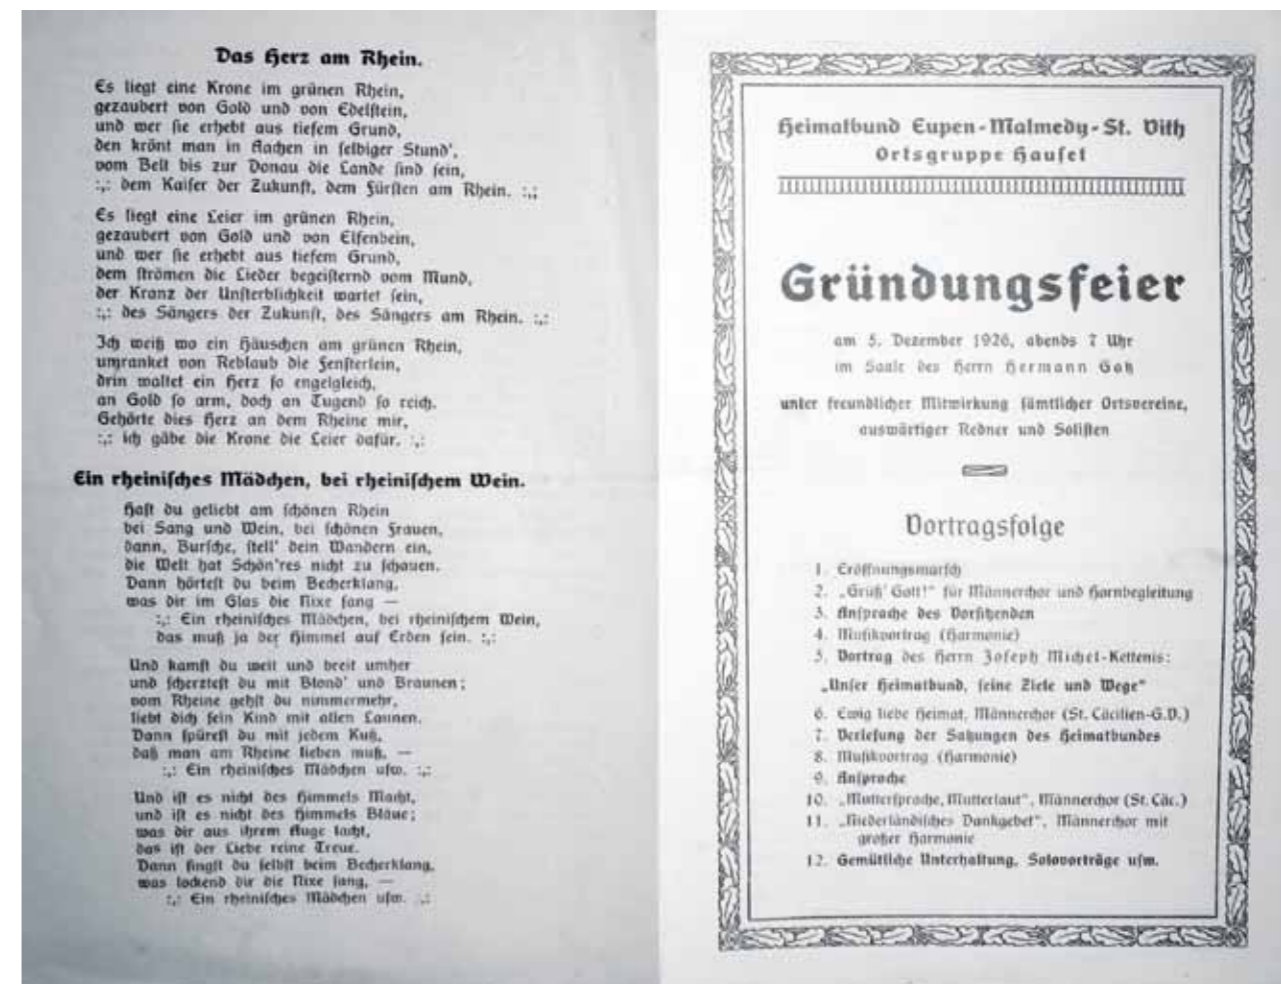 Das Herz am Rhein.
Es liegt eine Krone im grünen Rhein,
gezaubert von Gold und von Edelstein,
und wer sie erhebt aus tiefem Grund,
den krönt man in Aachen in selbiger Stund',
vom Belt bis zur Donau die Lande sind sein,
:,: dem Kaiser der Zukunft, dem Fürsten am Rhein. :,:
Es liegt eine Leier im grünen Rhein,
gezaubert von Gold und von Elfenbein,
und wer sie erhebt aus tiefem Grund,
dem strömen die Lieder begeisternd vom Mund,
der Kranz der Unsterblichkeit wartet sein,
:,: des Sängers der Zukunft, des Sängers am Rhein. :,:
Ich weiß wo ein Häuschen am grünen Rhein,
umranket von Reblaub die Fensterlein,
drin waltet ein Herz so engelgleich,
an Gold so arm, doch an Tugend so reich.
Gehörte dies Herz an dem Rheine mir,
:,: ich gäbe die Krone die Leier dafür. :,:
Ein rheinisches Mädchen, bei rheinischem Wein.
Hast du geliebt am schönen Rhein
bei Sang und Wein, bei schönen Frauen,
dann, Bursche, stell' dein Wandern ein,
die Welt hat Schön'res nicht zu schauen.
Dann hörtest du beim Becherklang,
was dir im Glas die Nixe sang —
:,: Ein rheinisches Mädchen, bei rheinischem Wein,
das muß ja der Himmel auf Erden sein. :,:
Und kamst du weit und breit umher
und scherztest du mit Blond' und Braunen;
vom Rheine gehst du nimmermehr,
liebt dich sein Kind mit allen Launen.
Dann spürest du mit jedem Kuß,
daß man am Rheine lieben muß. —
:,: Ein rheinisches Mädchen usw. :,:
Und ist es nicht des Himmels Macht,
und ist es nicht des Himmels Bläue;
was dir aus ihrem Auge lacht,
das ist der Liebe reine Treue.
Dann singst du selbst beim Becherklang,
was lockend dir die Nixe sang, —
:,: Ein rheinisches Mädchen usw. :,:
Heimatbund Eupen-Malmedy-St. Vith
Ortsgruppe Hauset
Gründungsfeier
am 5. Dezember 1926, abends 7 Uhr
im Saale des Herrn Hermann Gatz
unter freundlicher Mitwirkung sämtlicher Ortsvereine,
auswärtiger Redner und Solisten
Vortragsfolge
1. Eröffnungsmarsch
2. „Grüß' Gott!" für Männerchor und Hornbegleitung
3. Ansprache des Vorsitzenden
4. Musikvortrag (Harmonie)
5. Vortrag des Herrn Joseph Michel-Kettenis:
„Unser Heimatbund, seine Ziele und Wege"
6. Ewig liebe Heimat, Männerchor (St. Cäcilien-G.V.)
7. Verlesung der Satzungen des Heimatbundes
8. Musikvortrag (Harmonie)
9. Ansprache
10. „Muttersprache, Mutterlaut", Männerchor (St. Cäc.)
11. „Niederländisches Dankgebet", Männerchor mit
großer Harmonie
12. Gemütliche Unterhaltung, Solovorträge usw.